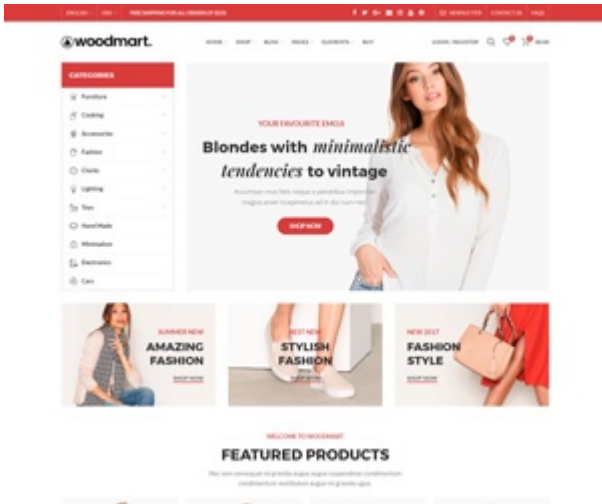 ENGLISH USD FREE SHIPPING FOR ALL ORDERS OF $150 NEWSLETTER CONTACT US FAQS
woodmart. HOME SHOP BLOG PAGES ELEMENTS BUY LOGIN / REGISTER
CATEGORIES
Furniture
Cooking
Accessories
Fashion
Clocks
Lighting
Toys
Hand Made
Minimalism
Electronics
Cars
YOUR FAVOURITE EMOJI
Blondes with minimalistic
tendencies to vintage
SHOP NOW
SUMMER NEW
AMAZING
FASHION
SHOP NOW
BEST NEW
STYLISH
FASHION
SHOP NOW
NEW 2017
FASHION
STYLE
SHOP NOW
WELCOME TO WOODMART
FEATURED PRODUCTS